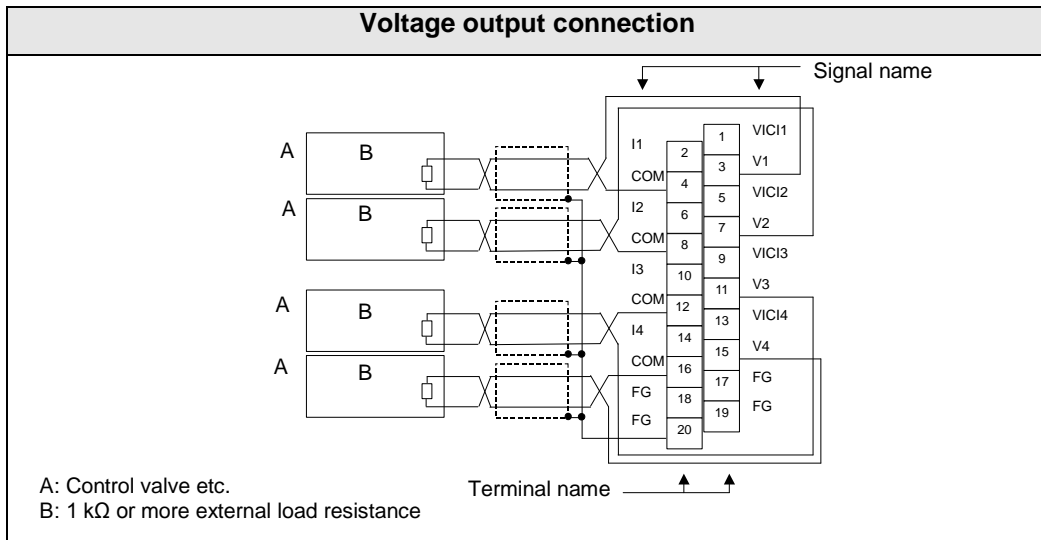 Voltage output connection
Signal name
A B
A B
A B
A B
I1
COM
I2
COM
I3
COM
I4
COM
FG
FG
2
4
6
8
10
12
14
16
18
20
1
3
5
7
9
11
13
15
17
19
VICI1
V1
VICI2
V2
VICI3
V3
VICI4
V4
FG
FG
A: Control valve etc.
Terminal name
B: 1 kΩ or more external load resistance